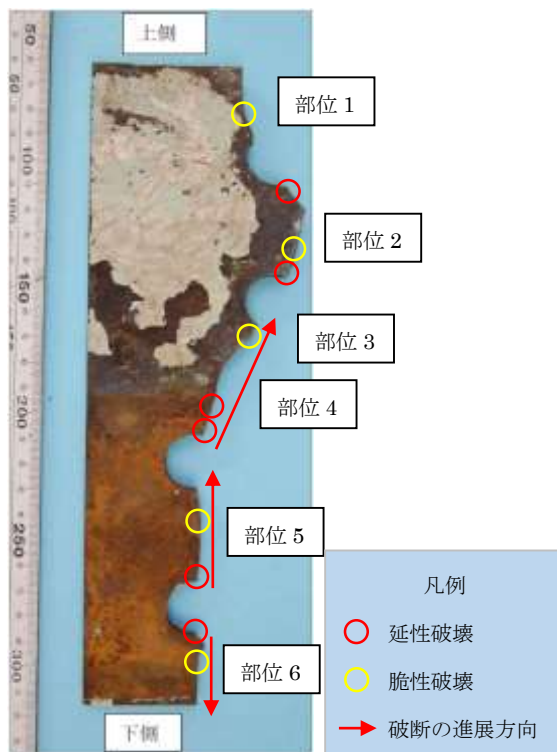 上側
部位 1
部位 2
部位 3
部位 4
部位 5
部位 6
下側
50
100
150
200
250
300
凡例
延性破壊
脆性破壊
破断の進展方向